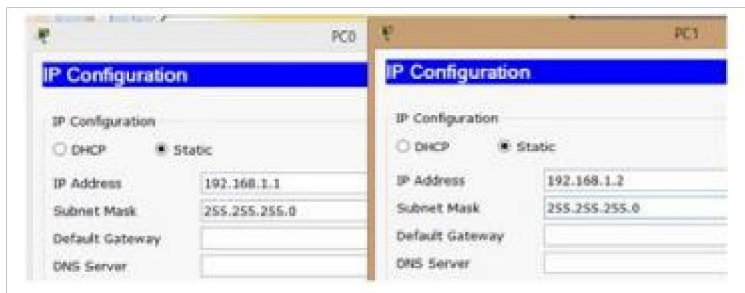 PC0
IP Configuration
IP Configuration
DHCP Static
IP Address 192.168.1.1
Subnet Mask 255.255.255.0
Default Gateway
DNS Server
PC1
IP Configuration
IP Configuration
DHCP Static
IP Address 192.168.1.2
Subnet Mask 255.255.255.0
Default Gateway
DNS Server